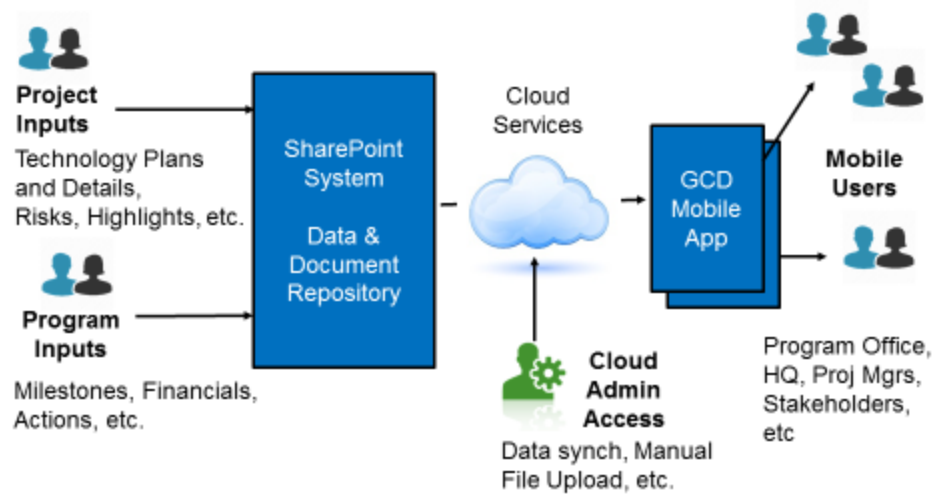 Project
Inputs
Technology Plans
and Details,
Risks, Highlights, etc.
Program
Inputs
Milestones, Financials,
Actions, etc.
SharePoint
System
Data &
Document
Repository
Cloud
Services
Cloud
Admin
Access
Data synch, Manual
File Upload, etc.
GCD
Mobile
App
Mobile
Users
Program Office,
HQ, Proj Mgrs,
Stakeholders,
etc